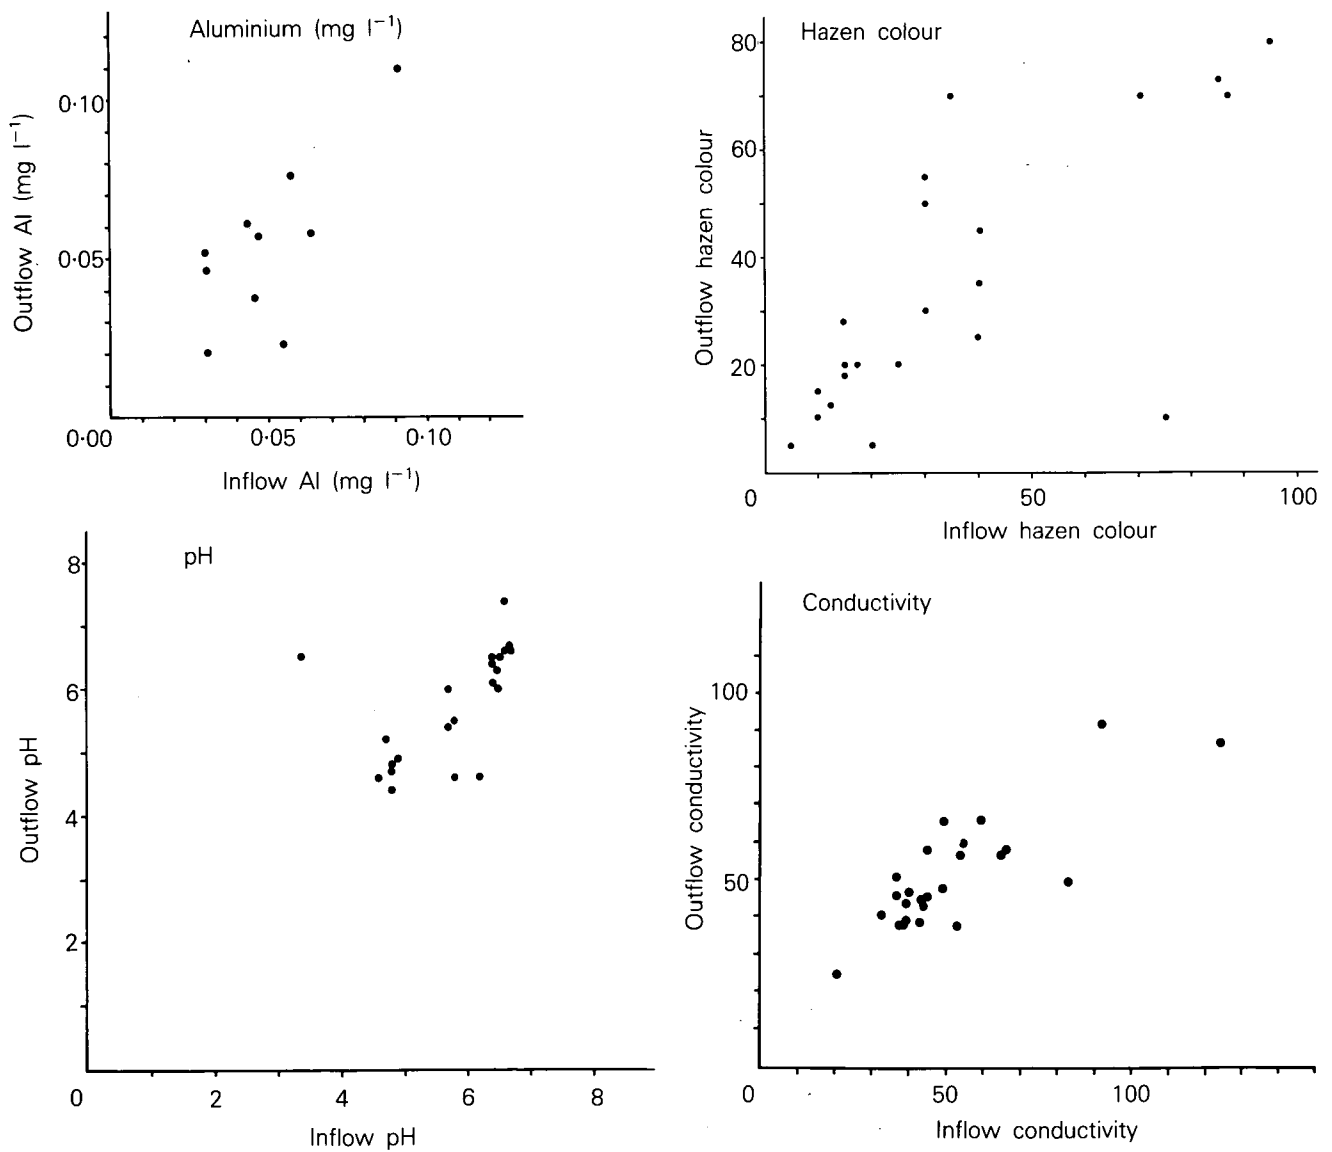 Aluminium (mg l⁻¹)
Outflow Al (mg l⁻¹)
0·10
0·05
0·00 0·05 0·10
Inflow Al (mg l⁻¹)
Hazen colour
Outflow hazen colour
80
60
40
20
0 50 100
Inflow hazen colour
pH
Outflow pH
8
6
4
2
0 2 4 6 8
Inflow pH
Conductivity
Outflow conductivity
100
50
0 50 100
Inflow conductivity